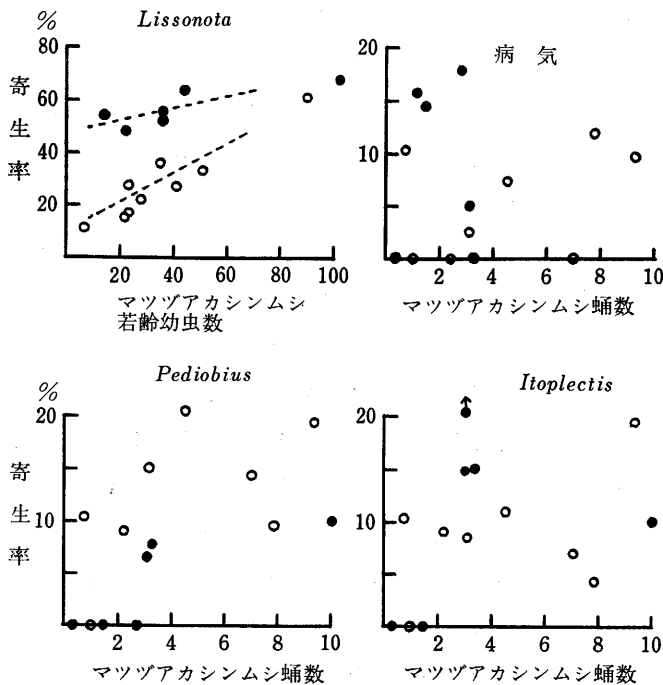 Lissonota
%
80
60
40
20
寄生率
20 40 60 80 100
マツヅアカシンムシ
若齢幼虫数
病気
20
10
2 4 6 8 10
マツヅアカシンムシ蛹数
Pediobius
%
20
10
寄生率
2 4 6 8 10
マツヅアカシンムシ蛹数
Itoplectis
20
10
2 4 6 8 10
マツヅアカシンムシ蛹数